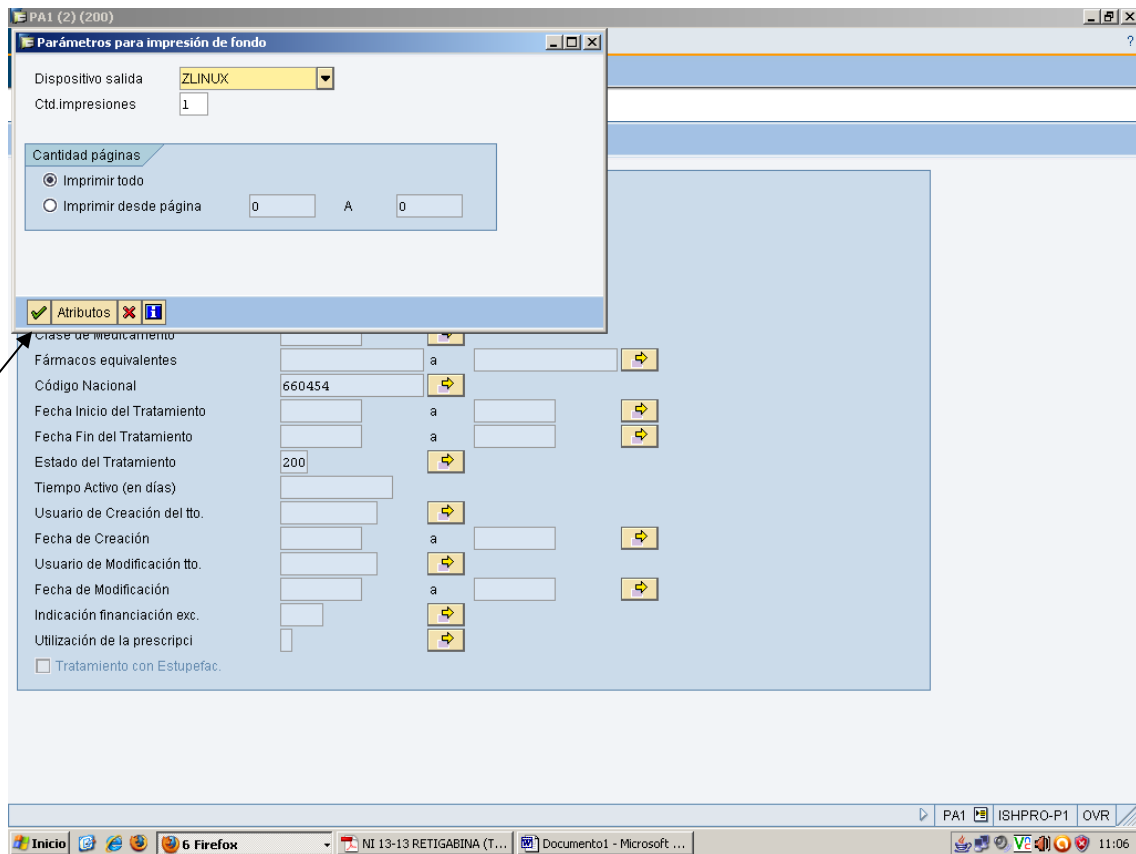 PA1 (2) (200)
Parámetros para impresión de fondo
?
Dispositivo salida ZLINUX
Ctd.impresiones 1
Cantidad páginas
Imprimir todo
Imprimir desde página 0 A 0
Atributos
Clase de Medicamento
Fármacos equivalentes a
Código Nacional 660454
Fecha Inicio del Tratamiento a
Fecha Fin del Tratamiento a
Estado del Tratamiento 200
Tiempo Activo (en días)
Usuario de Creación del tto.
Fecha de Creación a
Usuario de Modificación tto.
Fecha de Modificación a
Indicación financiación exc.
Utilización de la prescripci
Tratamiento con Estupefac.
PA1 ISHPRO-P1 OVR
Inicio 6 Firefox NI 13-13 RETIGABINA (T... Documento1 - Microsoft ... 11:06